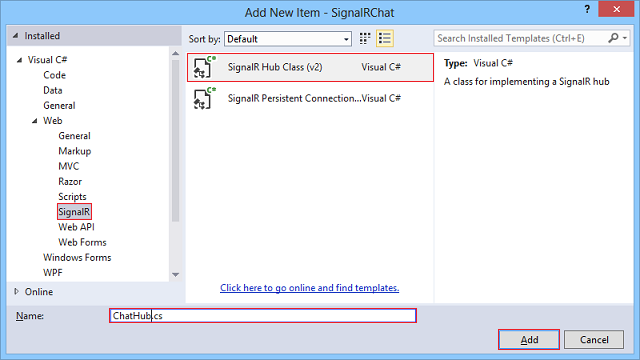 Add New Item - SignalRChat
? ×
Installed
Sort by: Default
Search Installed Templates (Ctrl+E)
Visual C#
Code
Data
General
Web
General
Markup
MVC
Razor
Scripts
SignalR
Web API
Web Forms
Windows Forms
WPF
Online
C# SignalR Hub Class (v2) Visual C#
C# SignalR Persistent Connection...Visual C#
Click here to go online and find templates.
Type: Visual C#
A class for implementing a SignalR hub
Name: ChatHub.cs
Add Cancel